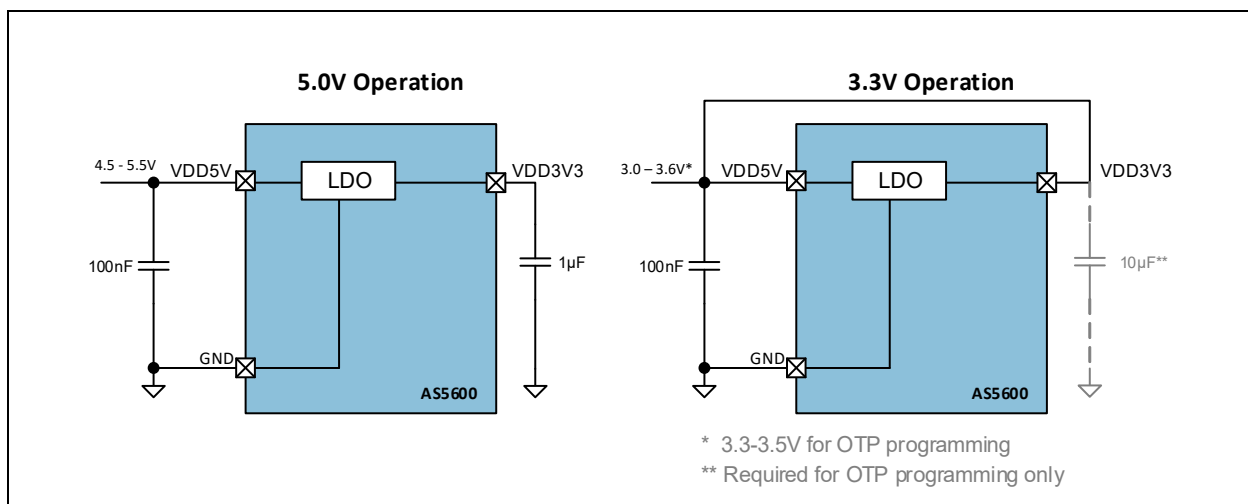 5.0V Operation
4.5 - 5.5V
VDD5V
LDO
VDD3V3
100nF
1µF
GND
AS5600
3.3V Operation
3.0 – 3.6V*
VDD5V
LDO
VDD3V3
100nF
10µF**
GND
AS5600
* 3.3-3.5V for OTP programming
** Required for OTP programming only